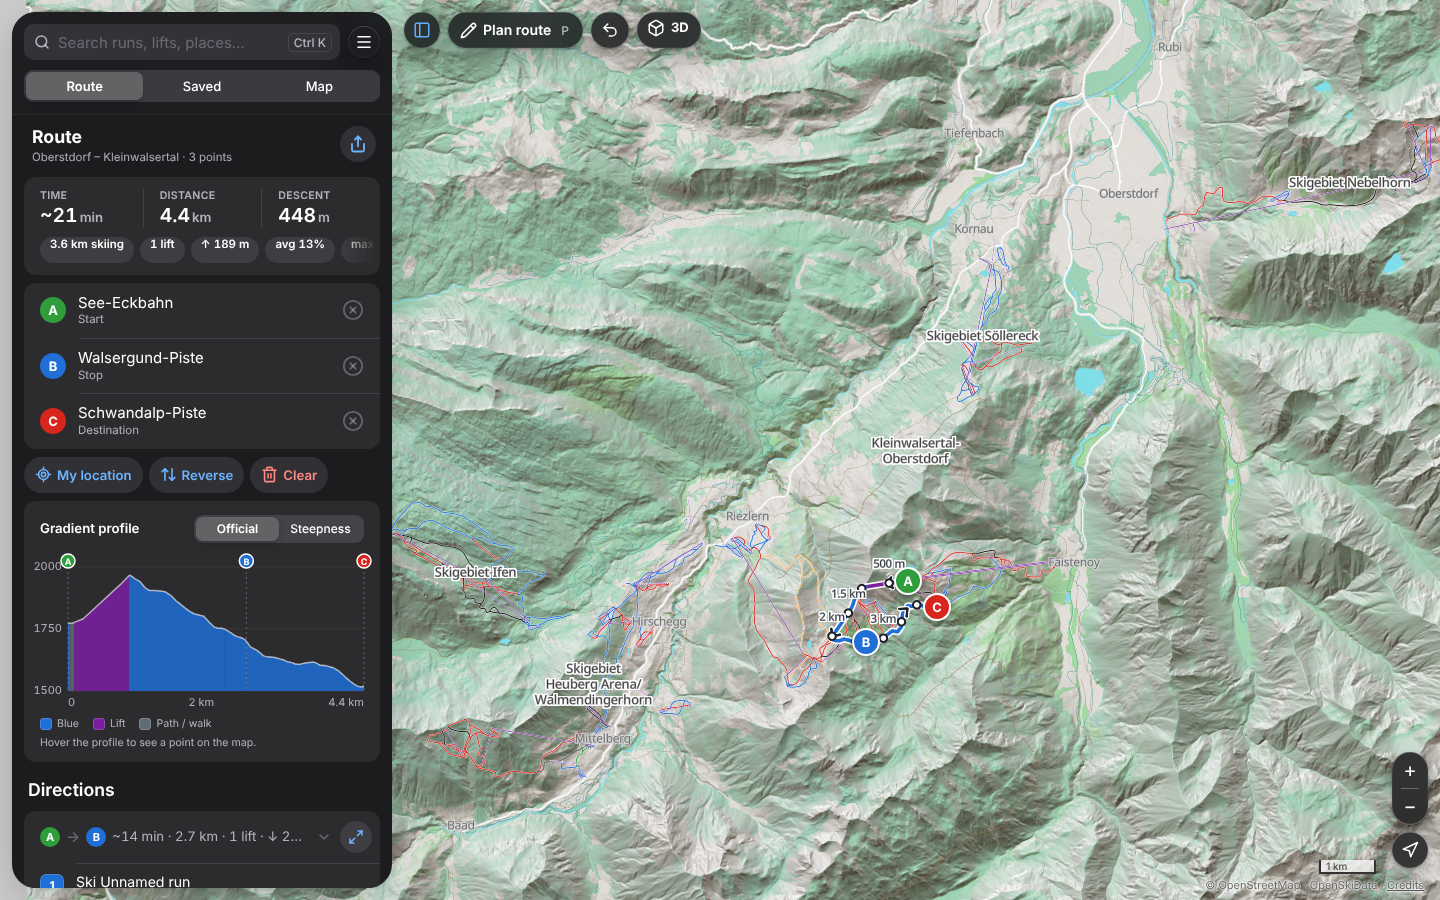 Search runs, lifts, places...
Ctrl K
Route
Saved
Map
Route
Oberstdorf – Kleinwalsertal · 3 points
TIME
~21 min
DISTANCE
4.4 km
DESCENT
448 m
3.6 km skiing
1 lift
↑ 189 m
avg 13%
max
A
See-Eckbahn
Start
B
Walsergund-Piste
Stop
C
Schwandalp-Piste
Destination
My location
Reverse
Clear
Gradient profile
Official
Steepness
A
B
C
2000
1750
1500
0
2 km
4.4 km
Blue
Lift
Path / walk
Hover the profile to see a point on the map.
Directions
A → B ~14 min · 2.7 km · 1 lift · ↓ 2...
1
Ski Unnamed run
Plan route P
3D
Rubi
Tiefenbach
Skigebiet Nebelhorn
Oberstdorf
Kornau
Skigebiet Söllereck
Kleinwalsertal-
Oberstdorf
Riezlern
Skigebiet Ifen
500 m
Faistenoy
A
1.5 km
C
2 km
3 km
Hirschegg
B
Skigebiet
Heuberg Arena/
Walmendingerhorn
Mittelberg
Baad
+
−
1 km
© OpenStreetMap · OpenSkiData · Credits